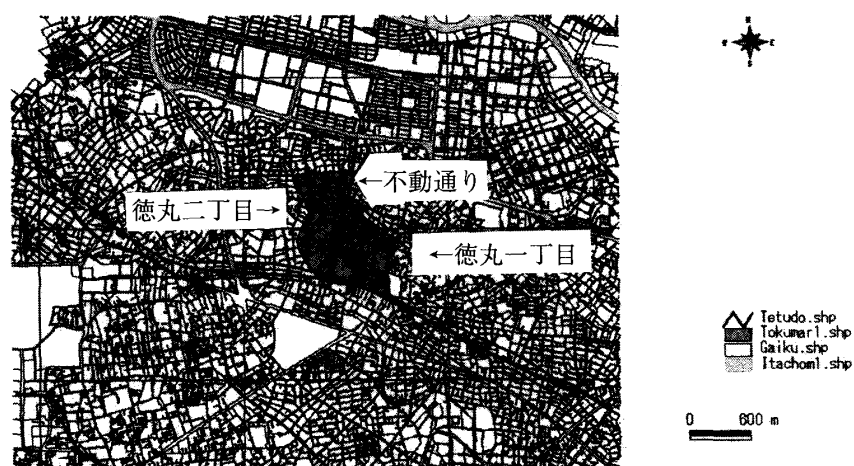 N
W
E
S
←不動通り
徳丸二丁目→
←徳丸一丁目
Tetudo.shp
Tokumar1.shp
Gaiku.shp
Itachom1.shp
0 600 m